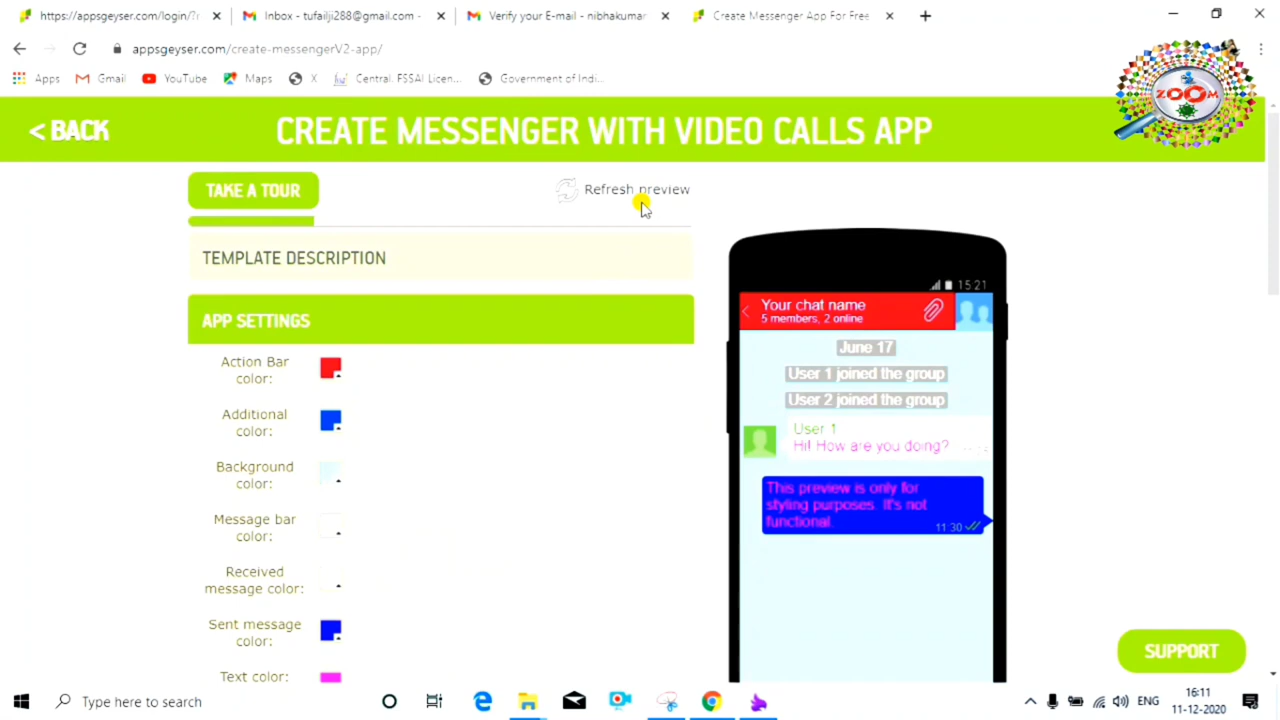 https://appsgeyser.com/login/?r
Inbox - tufailji288@gmail.com -
Verify your E-mail - nibhakumar
Create Messenger App For Free
appsgeyser.com/create-messengerV2-app/
Apps
Gmail
YouTube
Maps
X
Central. FSSAI Licen...
Government of Indi...
ZOOM
< BACK
CREATE MESSENGER WITH VIDEO CALLS APP
TAKE A TOUR
Refresh preview
TEMPLATE DESCRIPTION
APP SETTINGS
Action Bar
color:
Additional
color:
Background
color:
Message bar
color:
Received
message color:
Sent message
color:
Text color:
15:21
Your chat name
5 members, 2 online
June 17
User 1 joined the group
User 2 joined the group
User 1
Hi! How are you doing?
This preview is only for
styling purposes. It's not
functional.
11:30
SUPPORT
Type here to search
ENG
16:11
11-12-2020